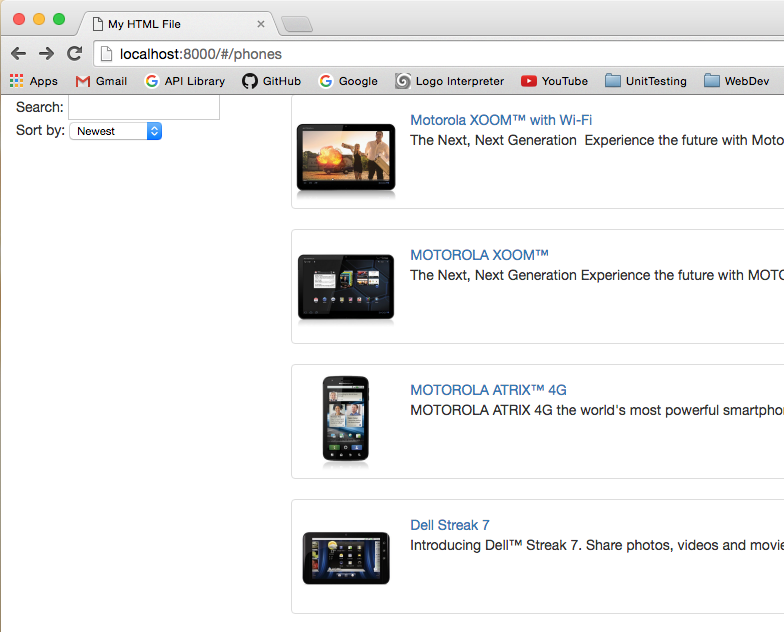 My HTML File
localhost:8000/#/phones
Apps Gmail API Library GitHub Google Logo Interpreter YouTube UnitTesting WebDev
Search:
Sort by: Newest
Motorola XOOM™ with Wi-Fi
The Next, Next Generation Experience the future with Moto
MOTOROLA XOOM™
The Next, Next Generation Experience the future with MOTO
MOTOROLA ATRIX™ 4G
MOTOROLA ATRIX 4G the world's most powerful smartpho
Dell Streak 7
Introducing Dell™ Streak 7. Share photos, videos and movie